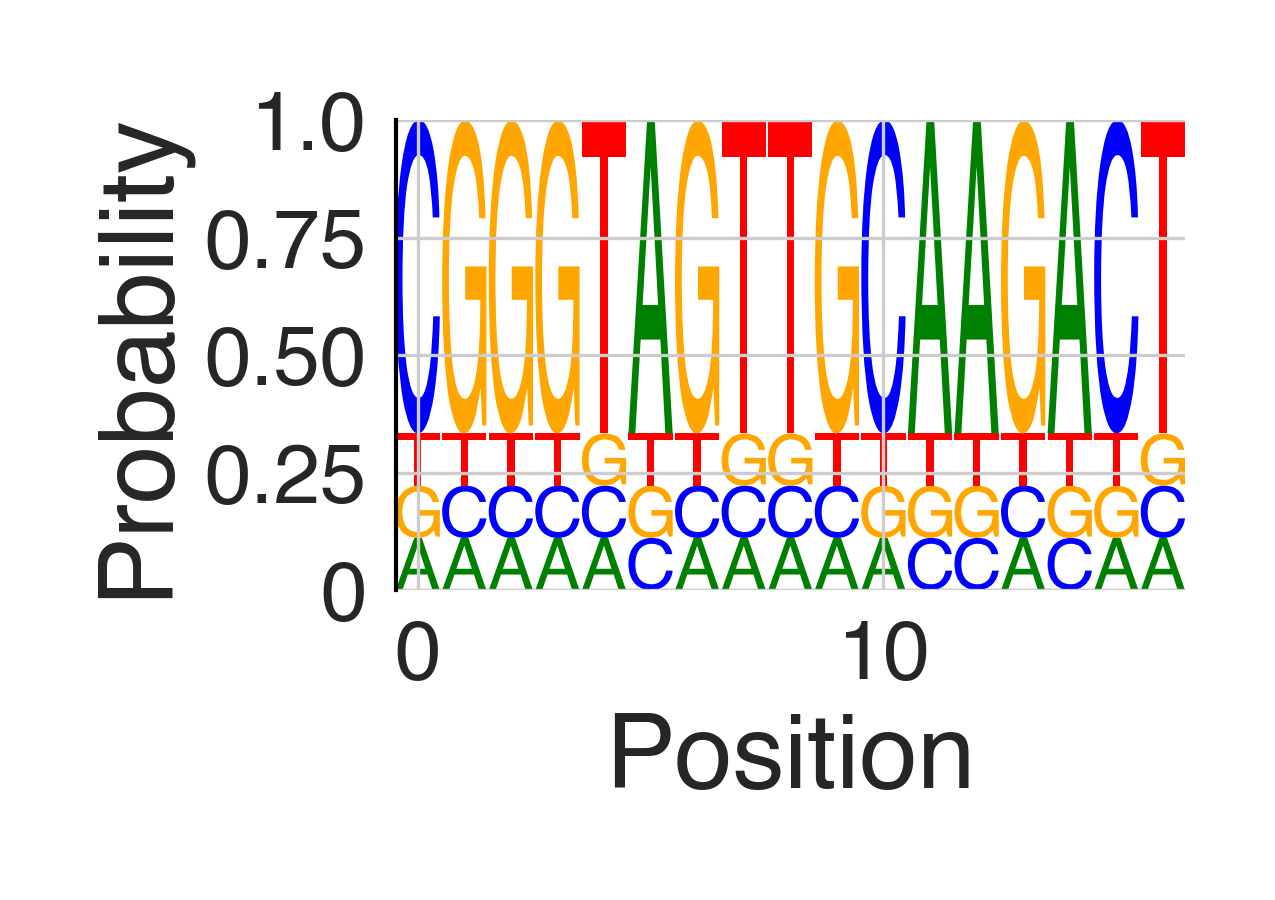 Probability
1.0
0.75
0.50
0.25
0
CGGGTAGTTGCAAGACT
TTTTGTTGGTTTTTTTG
GCCCCGCCCCGGGCGGC
AAAAACAAAAACCACAA
0 10
Position